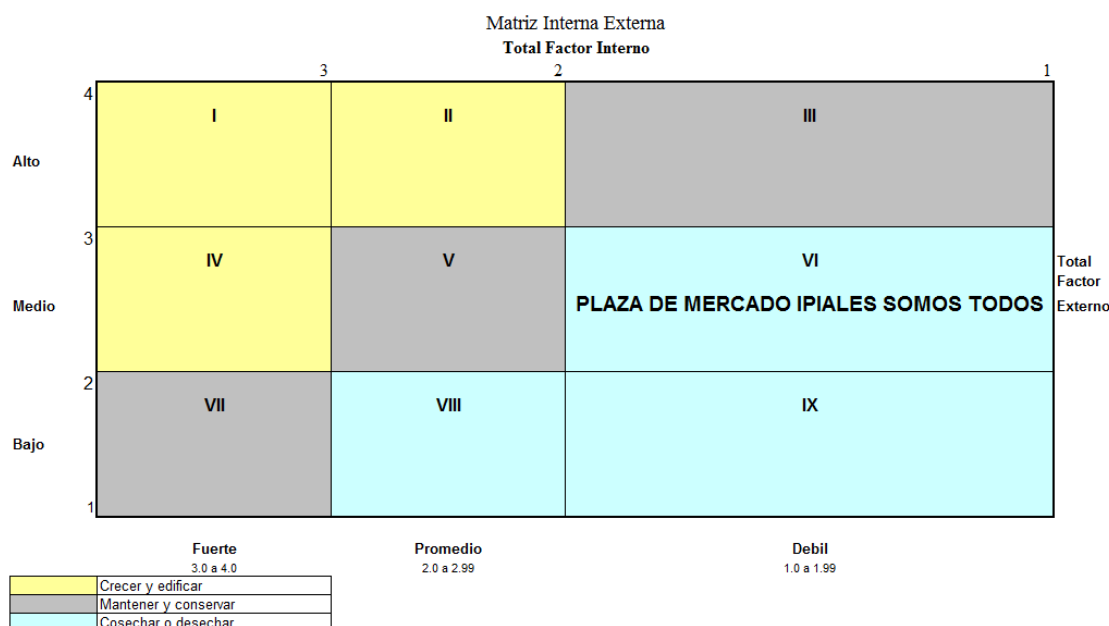 Matriz Interna Externa
Total Factor Interno
3 2 1
4
I II III
Alto
3
IV V VI
Total
Factor
Medio
PLAZA DE MERCADO IPIALES SOMOS TODOS
Externo
2
VII VIII IX
Bajo
1
Fuerte Promedio Debil
3.0 a 4.0 2.0 a 2.99 1.0 a 1.99
Crecer y edificar
Mantener y conservar
Cosechar o desechar